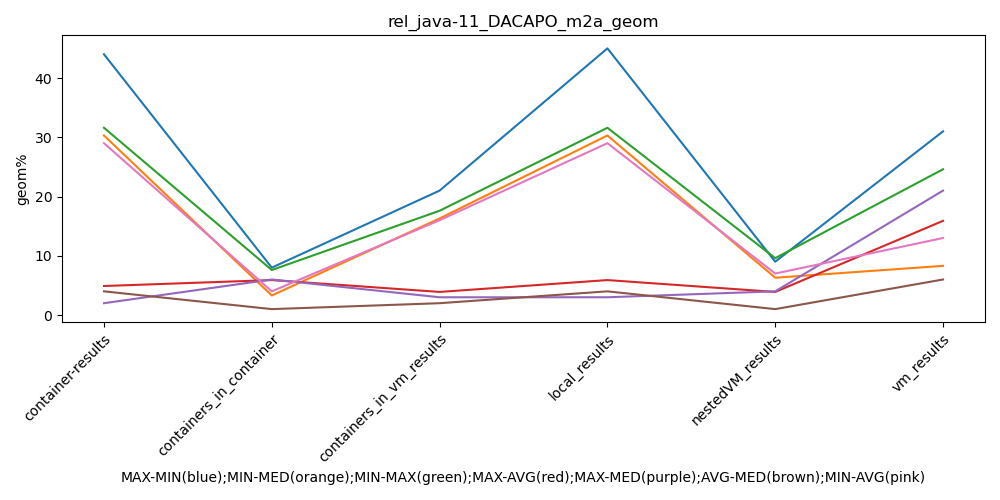 rel_java-11_DACAPO_m2a_geom
geom%
40
30
20
10
0
container-results
containers_in_container
containers_in_vm_results
local_results
nestedVM_results
vm_results
MAX-MIN(blue);MIN-MED(orange);MIN-MAX(green);MAX-AVG(red);MAX-MED(purple);AVG-MED(brown);MIN-AVG(pink)